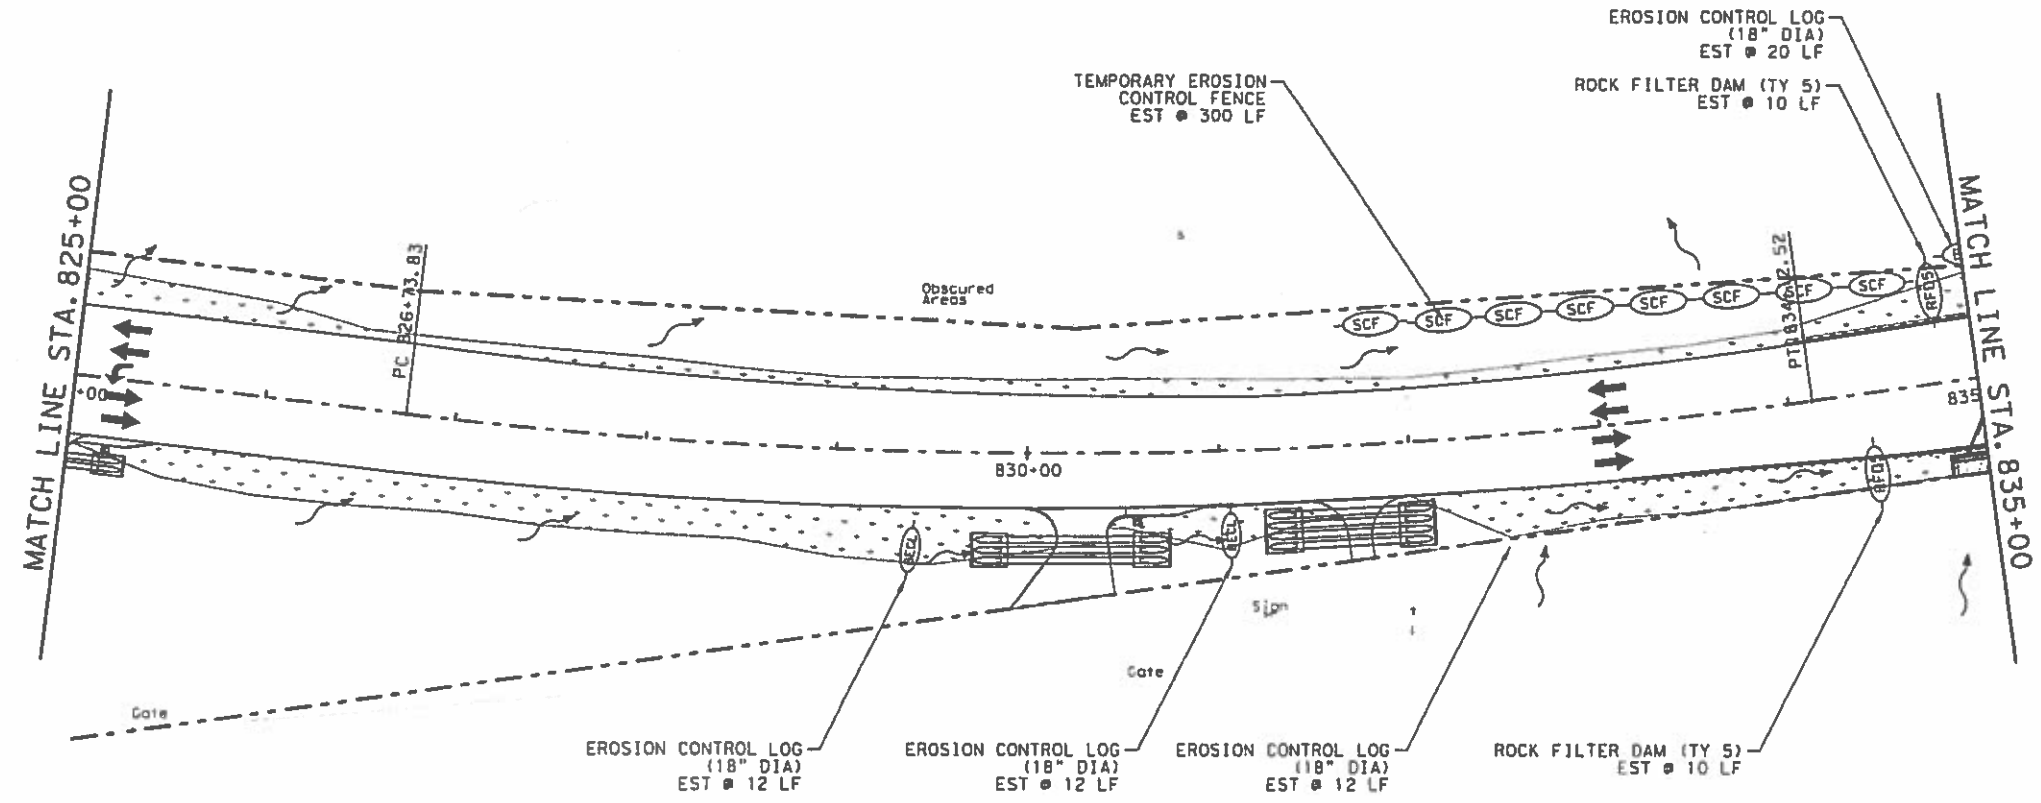 EROSION CONTROL LOG
(18" DIA)
EST @ 20 LF
ROCK FILTER DAM (TY 5)
EST @ 10 LF
TEMPORARY EROSION
CONTROL FENCE
EST @ 300 LF
MATCH LINE STA. 825+00
PC 826+73.83
Obscured
Areas
SCF
SCF
SCF
SCF
SCF
SCF
SCF
SCF
RFD5
MATCH LINE STA. 835+00
+00
830+00
835
RFD5
RECL
RECL
Sign
Gate
Gate
EROSION CONTROL LOG
(18" DIA)
EST @ 12 LF
EROSION CONTROL LOG
(18" DIA)
EST @ 12 LF
EROSION CONTROL LOG
(18" DIA)
EST @ 12 LF
ROCK FILTER DAM (TY 5)
EST @ 10 LF